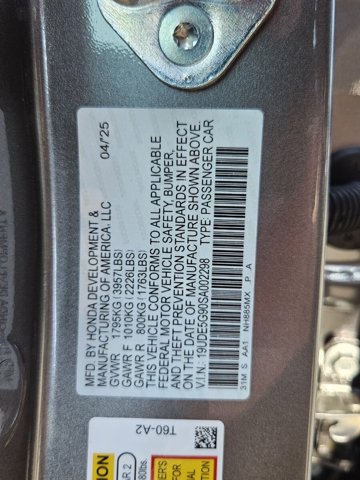 MFD. BY HONDA DEVELOPMENT & 04/'25
MANUFACTURING OF AMERICA, LLC
GVWR 1795KG (3957LBS)
GAWR F 1010KG (2226LBS)
GAWR R 800KG (1763LBS)
THIS VEHICLE CONFORMS TO ALL APPLICABLE
FEDERAL MOTOR VEHICLE SAFETY, BUMPER,
AND THEFT PREVENTION STANDARDS IN EFFECT
ON THE DATE OF MANUFACTURE SHOWN ABOVE.
V.I.N. 19UDE5G90SA002298 TYPE: PASSENGER CAR
31M S AA1 NH885MX P A
T60-A2